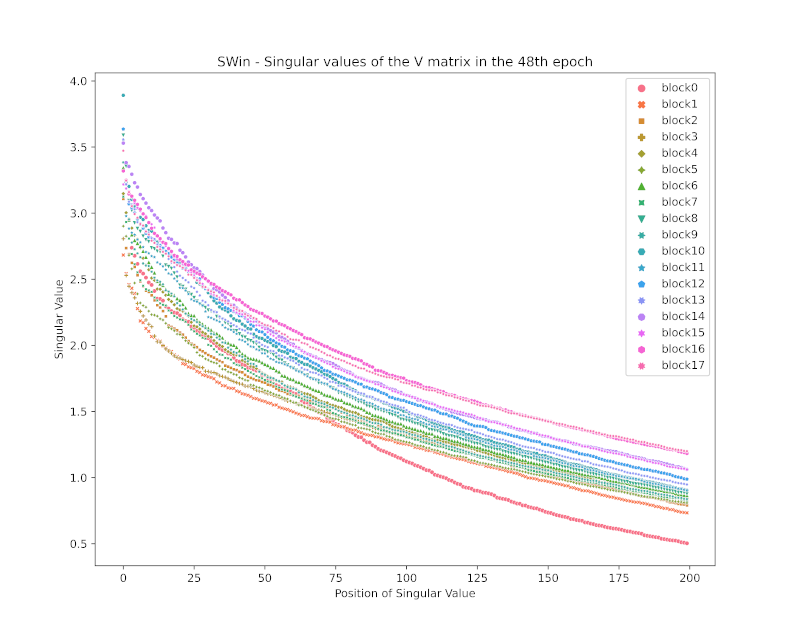 SWin - Singular values of the V matrix in the 48th epoch
4.0
3.5
3.0
2.5
2.0
1.5
1.0
0.5
Singular Value
0 25 50 75 100 125 150 175 200
Position of Singular Value
block0
block1
block2
block3
block4
block5
block6
block7
block8
block9
block10
block11
block12
block13
block14
block15
block16
block17